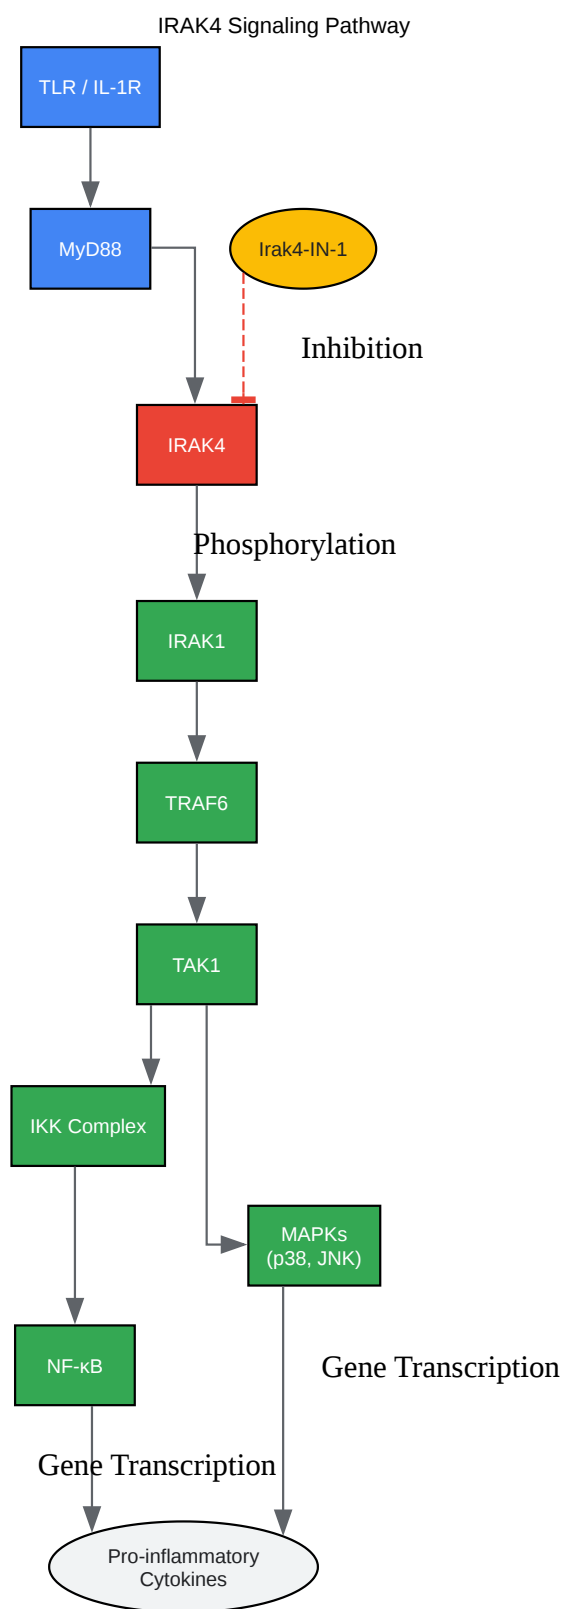 IRAK4 Signaling Pathway
TLR / IL-1R
MyD88
Irak4-IN-1
Inhibition
IRAK4
Phosphorylation
IRAK1
TRAF6
TAK1
IKK Complex
MAPKs
(p38, JNK)
NF-κB
Gene Transcription
Gene Transcription
Pro-inflammatory
Cytokines